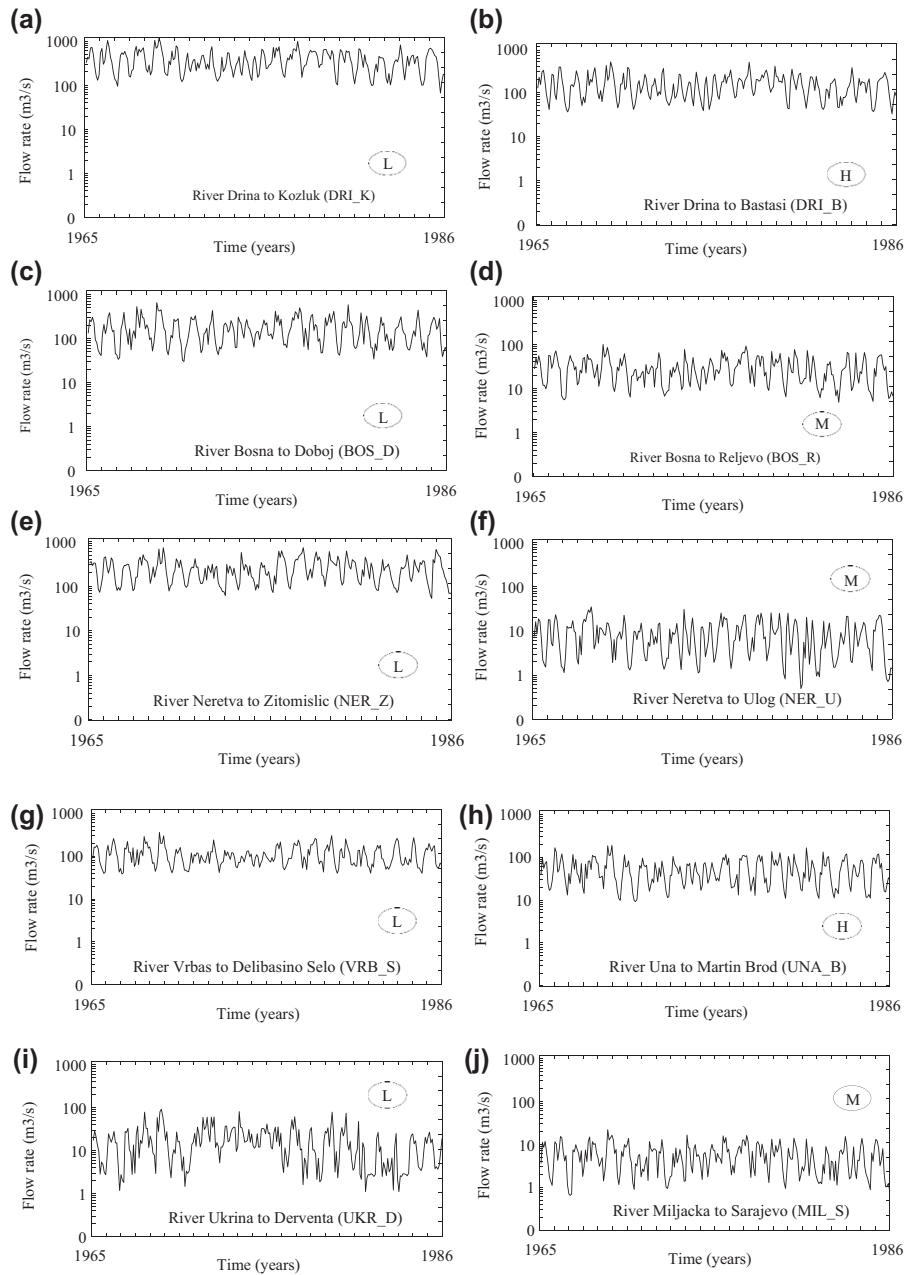 (a)
1000
100
10
1
0
Flow rate (m3/s)
L
River Drina to Kozluk (DRI_K)
1965
1986
Time (years)
(b)
1000
100
10
1
0
Flow rate (m3/s)
H
River Drina to Bastasi (DRI_B)
1965
1986
Time (years)
(c)
1000
100
10
1
0
Flow rate (m3/s)
L
River Bosna to Doboj (BOS_D)
1965
1986
Time (years)
(d)
1000
100
10
1
0
Flow rate (m3/s)
M
River Bosna to Reljevo (BOS_R)
1965
1986
Time (years)
(e)
1000
100
10
1
0
Flow rate (m3/s)
L
River Neretva to Zitomislic (NER_Z)
1965
1986
Time (years)
(f)
1000
100
10
1
0
Flow rate (m3/s)
M
River Neretva to Ulog (NER_U)
1965
1986
Time (years)
(g)
1000
100
10
1
0
Flow rate (m3/s)
L
River Vrbas to Delibasino Selo (VRB_S)
1965
1986
Time (years)
(h)
1000
100
10
1
0
Flow rate (m3/s)
H
River Una to Martin Brod (UNA_B)
1965
1986
Time (years)
(i)
1000
100
10
1
0
Flow rate (m3/s)
L
River Ukrina to Derventa (UKR_D)
1965
1986
Time (years)
(j)
1000
100
10
1
0
Flow rate (m3/s)
M
River Miljacka to Sarajevo (MIL_S)
1965
1986
Time (years)